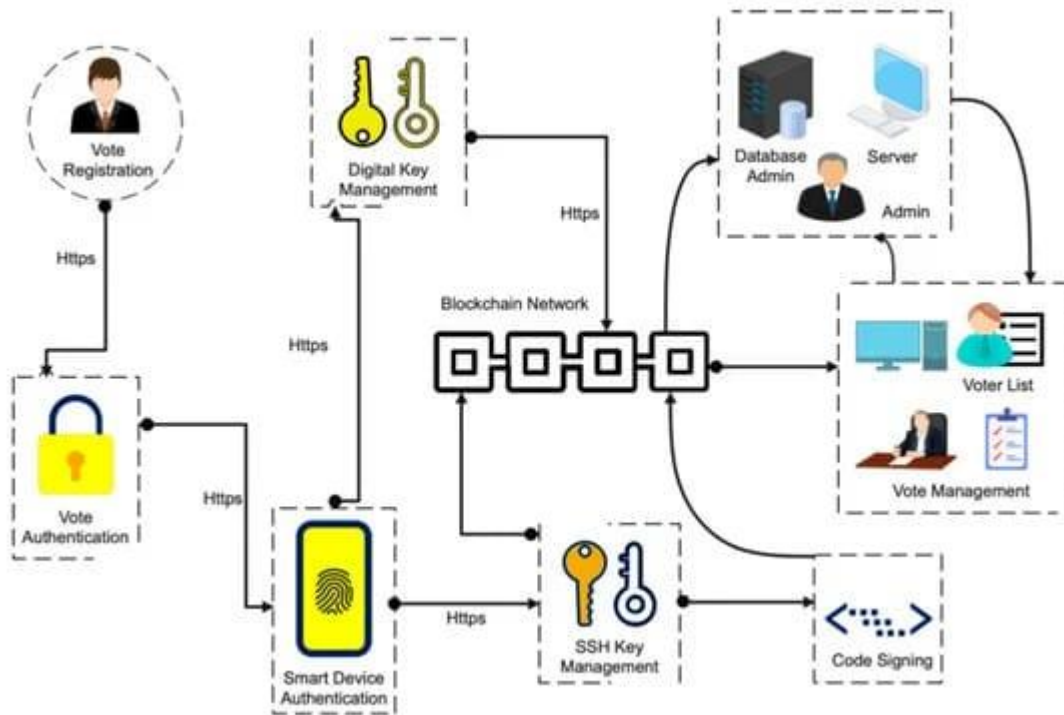 Vote
Registration
Https
Vote
Authentication
Https
Smart Device
Authentication
Https
Digital Key
Management
Https
Https
SSH Key
Management
Code Signing
Blockchain Network
Database
Admin
Server
Admin
Voter List
Vote Management